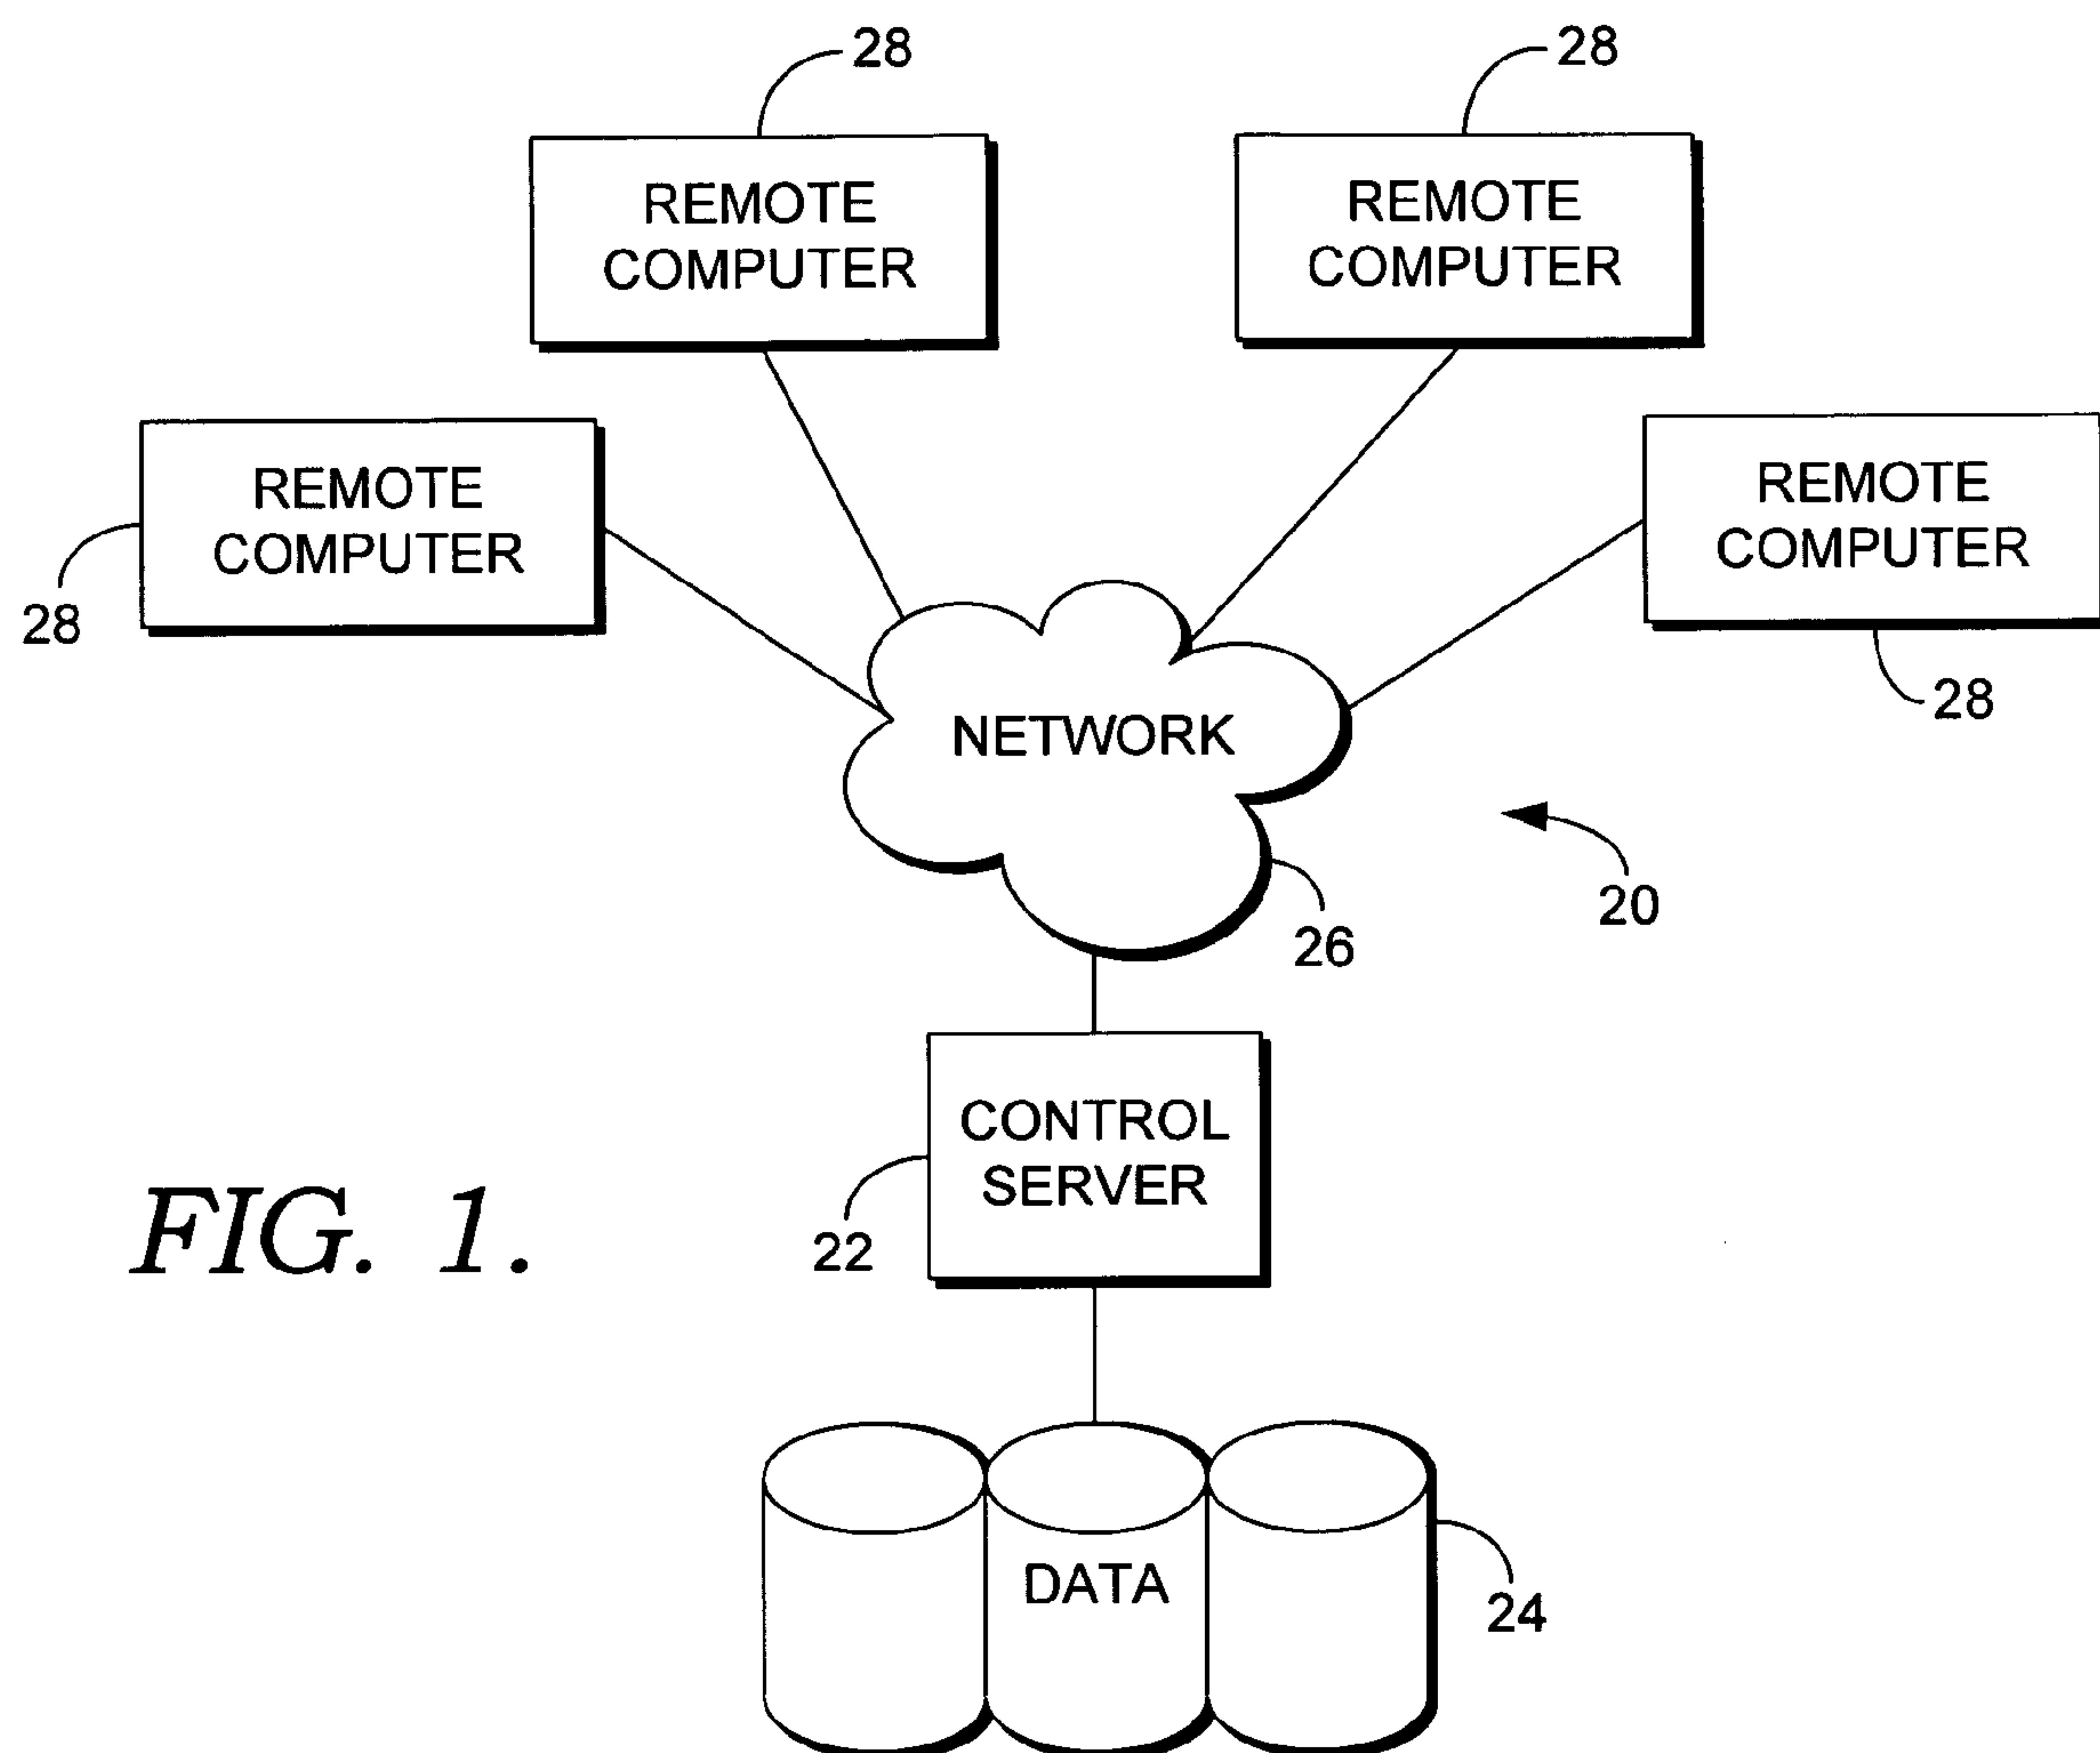 28
28
REMOTE
COMPUTER
REMOTE
COMPUTER
REMOTE
COMPUTER
REMOTE
COMPUTER
28
28
NETWORK
20
26
CONTROL
SERVER
22
FIG. 1.
DATA
24